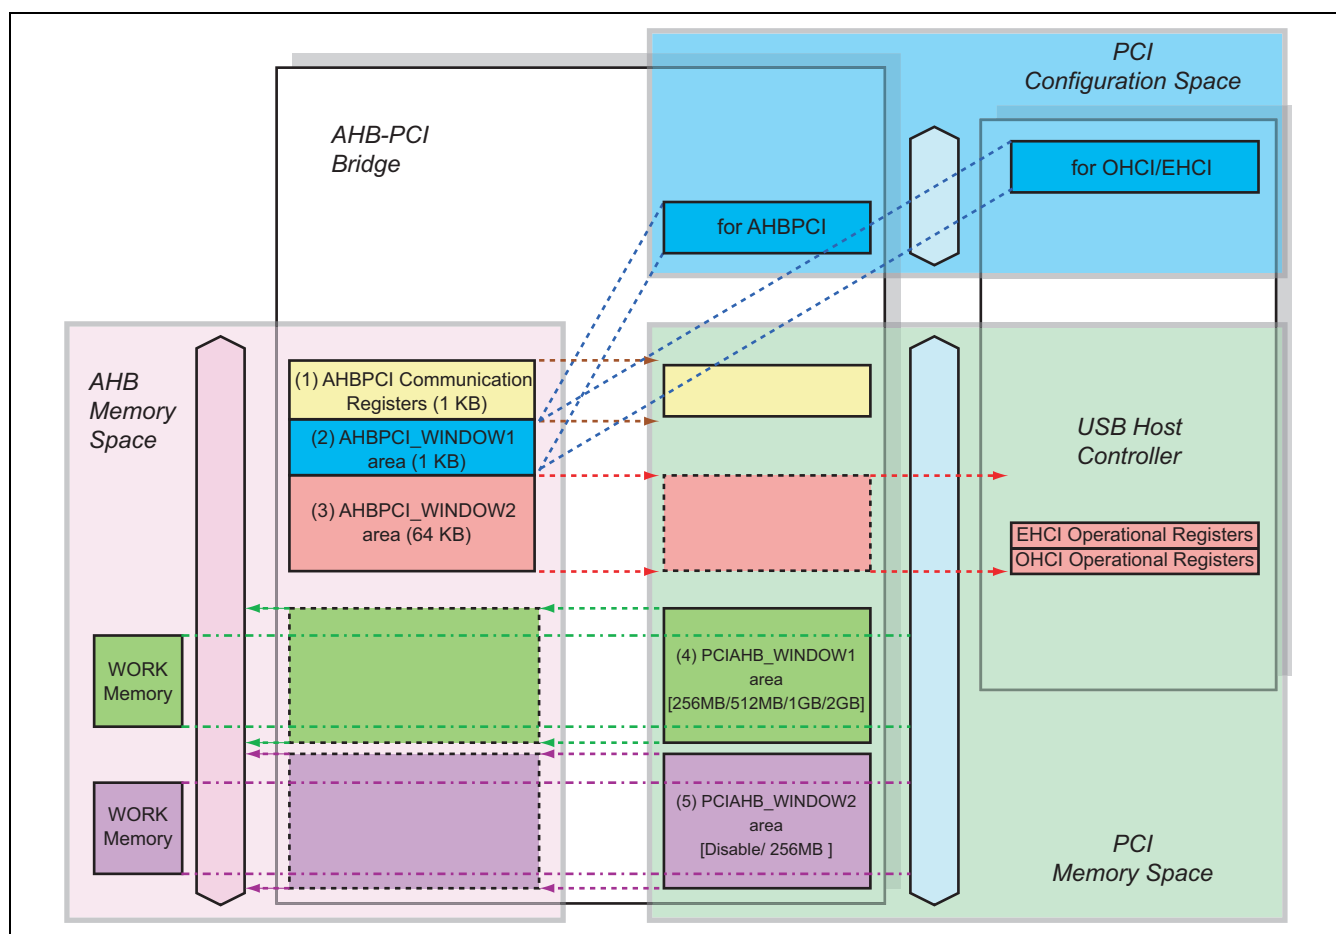 PCI
Configuration Space
AHB-PCI
Bridge
for OHCI/EHCI
for AHBPCI
AHB
Memory
Space
(1) AHBPCI Communication
Registers (1 KB)
(2) AHBPCI_WINDOW1
area (1 KB)
(3) AHBPCI_WINDOW2
area (64 KB)
USB Host
Controller
EHCI Operational Registers
OHCI Operational Registers
WORK
Memory
(4) PCIAHB_WINDOW1
area
[256MB/512MB/1GB/2GB]
WORK
Memory
(5) PCIAHB_WINDOW2
area
[Disable/ 256MB ]
PCI
Memory Space